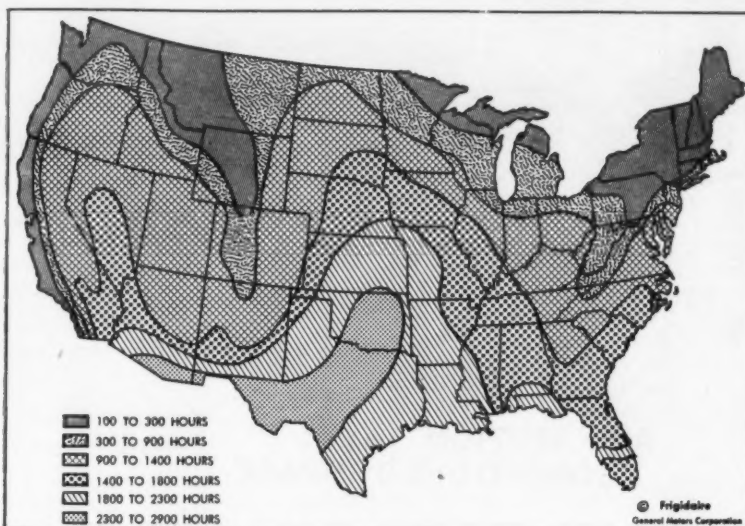 100 TO 300 HOURS
300 TO 900 HOURS
900 TO 1400 HOURS
1400 TO 1800 HOURS
1800 TO 2300 HOURS
2300 TO 2900 HOURS
© Frigidaire
General Motors Corporation